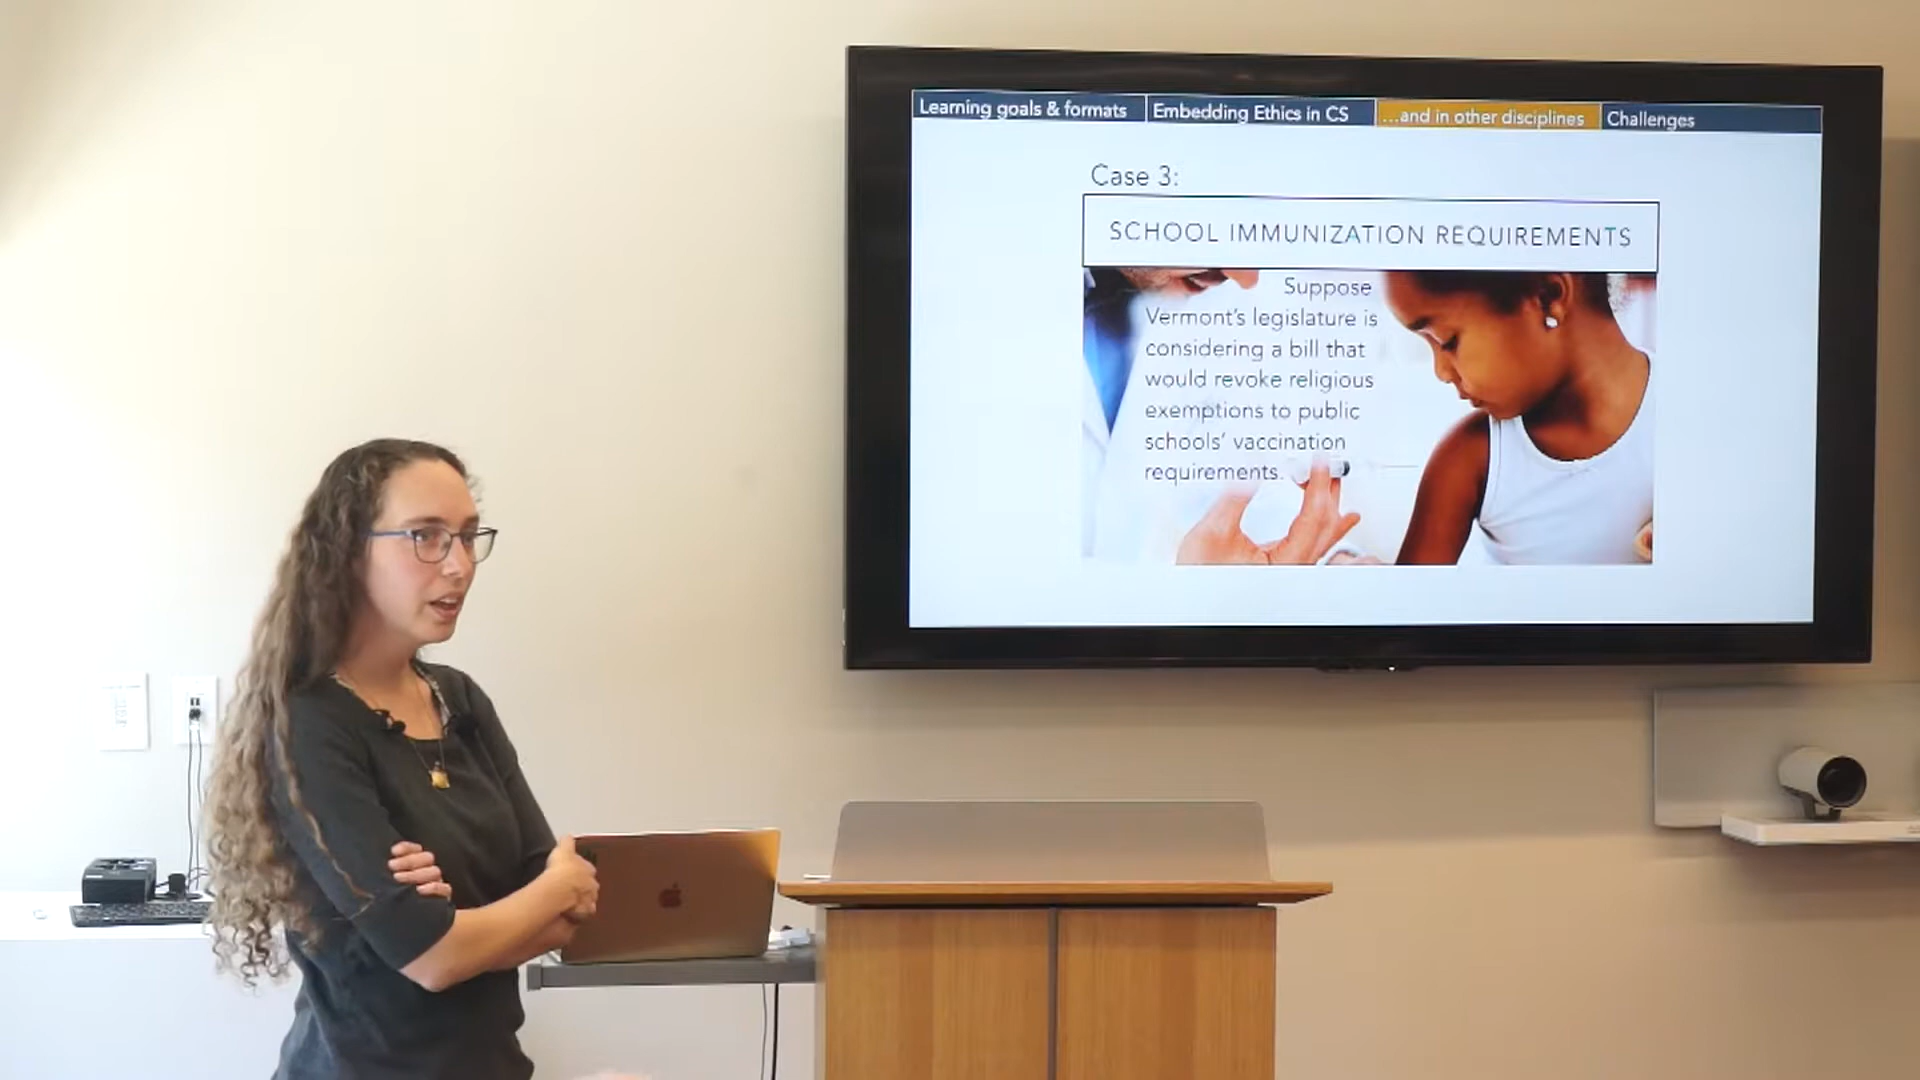 Learning goals & formats
Embedding Ethics in CS
...and in other disciplines
Challenges
Case 3:
SCHOOL IMMUNIZATION REQUIREMENTS
Suppose
Vermont's legislature is
considering a bill that
would revoke religious
exemptions to public
schools' vaccination
requirements.